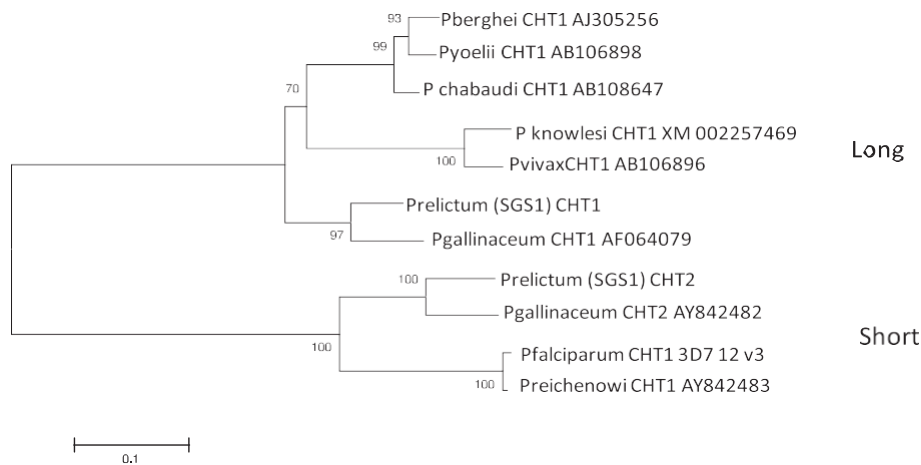 93
Pberghei CHT1 AJ305256
99
Pyoelii CHT1 AB106898
70
P chabaudi CHT1 AB108647
P knowlesi CHT1 XM 002257469
Long
100
PvivaxCHT1 AB106896
Prelictum (SGS1) CHT1
97
Pgallinaceum CHT1 AF064079
100
Prelictum (SGS1) CHT2
Pgallinaceum CHT2 AY842482
Short
100
Pfalciparum CHT1 3D7 12 v3
100
Preichenowi CHT1 AY842483
0.1